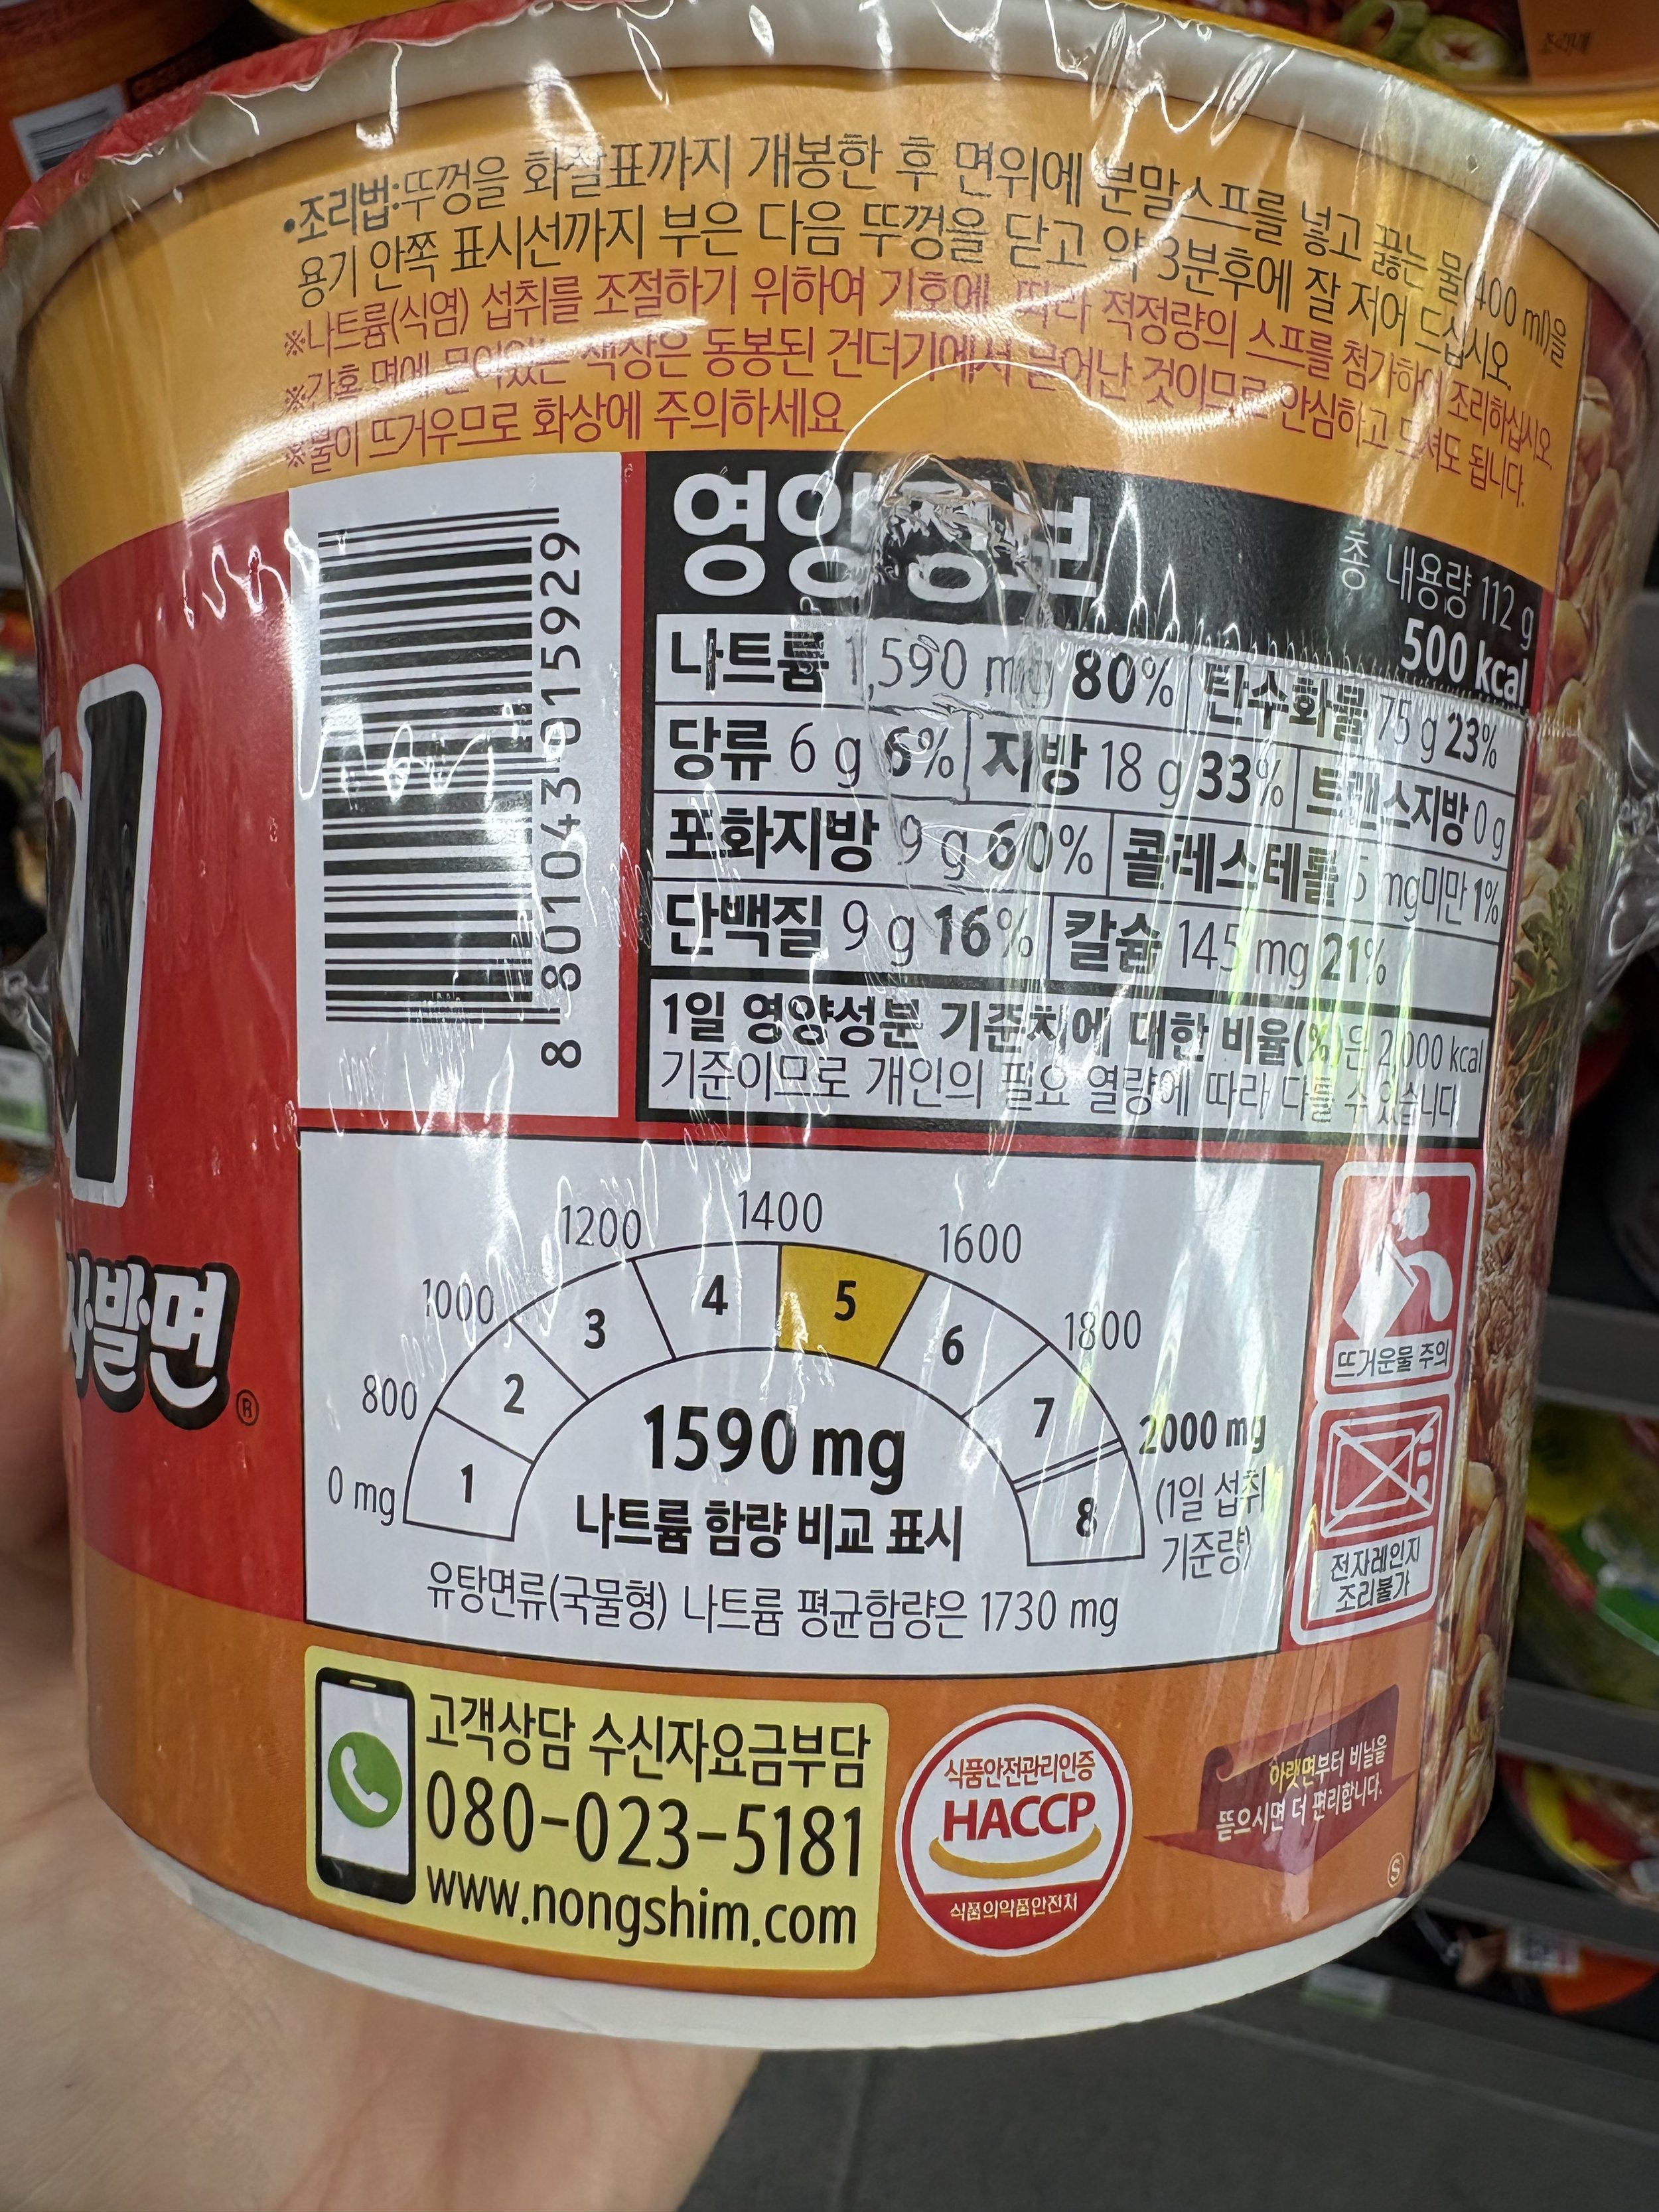 •조리법:뚜껑을 화살표까지 개봉한 후 면위에 분말스프를 넣고 끓는 물(400 ml)을
용기 안쪽 표시선까지 부은 다음 뚜껑을 닫고 약 3분후에 잘 저어 드십시오.
※나트륨(식염) 섭취를 조절하기 위하여 기호에 따라 적정량의 스프를 첨가하여 조리하십시오.
※간혹 면에 묻어있는 색상은 동봉된 건더기에서 묻어난 것이므로 안심하고 드셔도 됩니다.
※물이 뜨거우므로 화상에 주의하세요.
8 801043 015929
영양정보
총 내용량 112 g
500 kcal
나트륨 1,590 mg 80% 탄수화물 75 g 23%
당류 6 g 6% 지방 18 g 33% 트랜스지방 0 g
포화지방 9 g 60% 콜레스테롤 5 mg미만 1%
단백질 9 g 16% 칼슘 145 mg 21%
1일 영양성분 기준치에 대한 비율(%)은 2,000 kcal
기준이므로 개인의 필요 열량에 따라 다를 수 있습니다.
사발면 ®
0 mg 800 1000 1200 1400 1600 1800 2000 mg
(1일 섭취
기준량)
1 2 3 4 5 6 7 8
1590 mg
나트륨 함량 비교 표시
유탕면류(국물형) 나트륨 평균함량은 1730 mg
뜨거운물 주의
전자레인지
조리불가
고객상담 수신자요금부담
080-023-5181
www.nongshim.com
식품안전관리인증
HACCP
식품의약품안전처
아랫면부터 비닐을
뜯으시면 더 편리합니다.
Ⓢ